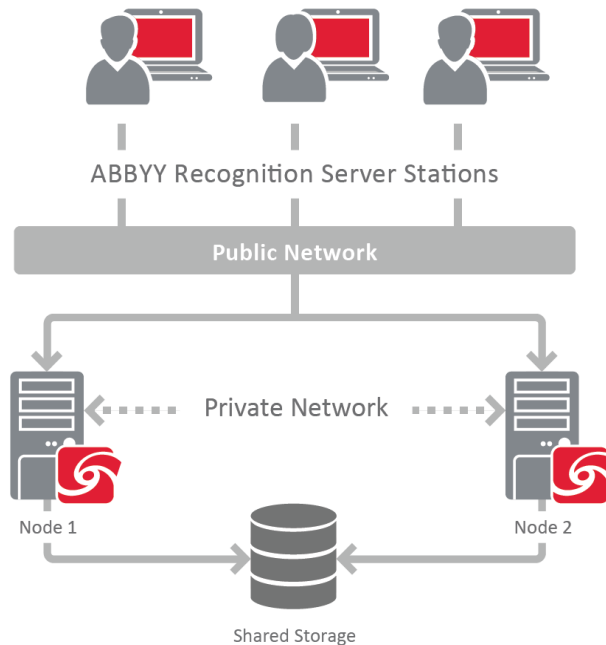 ABBYY Recognition Server Stations
Public Network
Private Network
Node 1
Node 2
Shared Storage